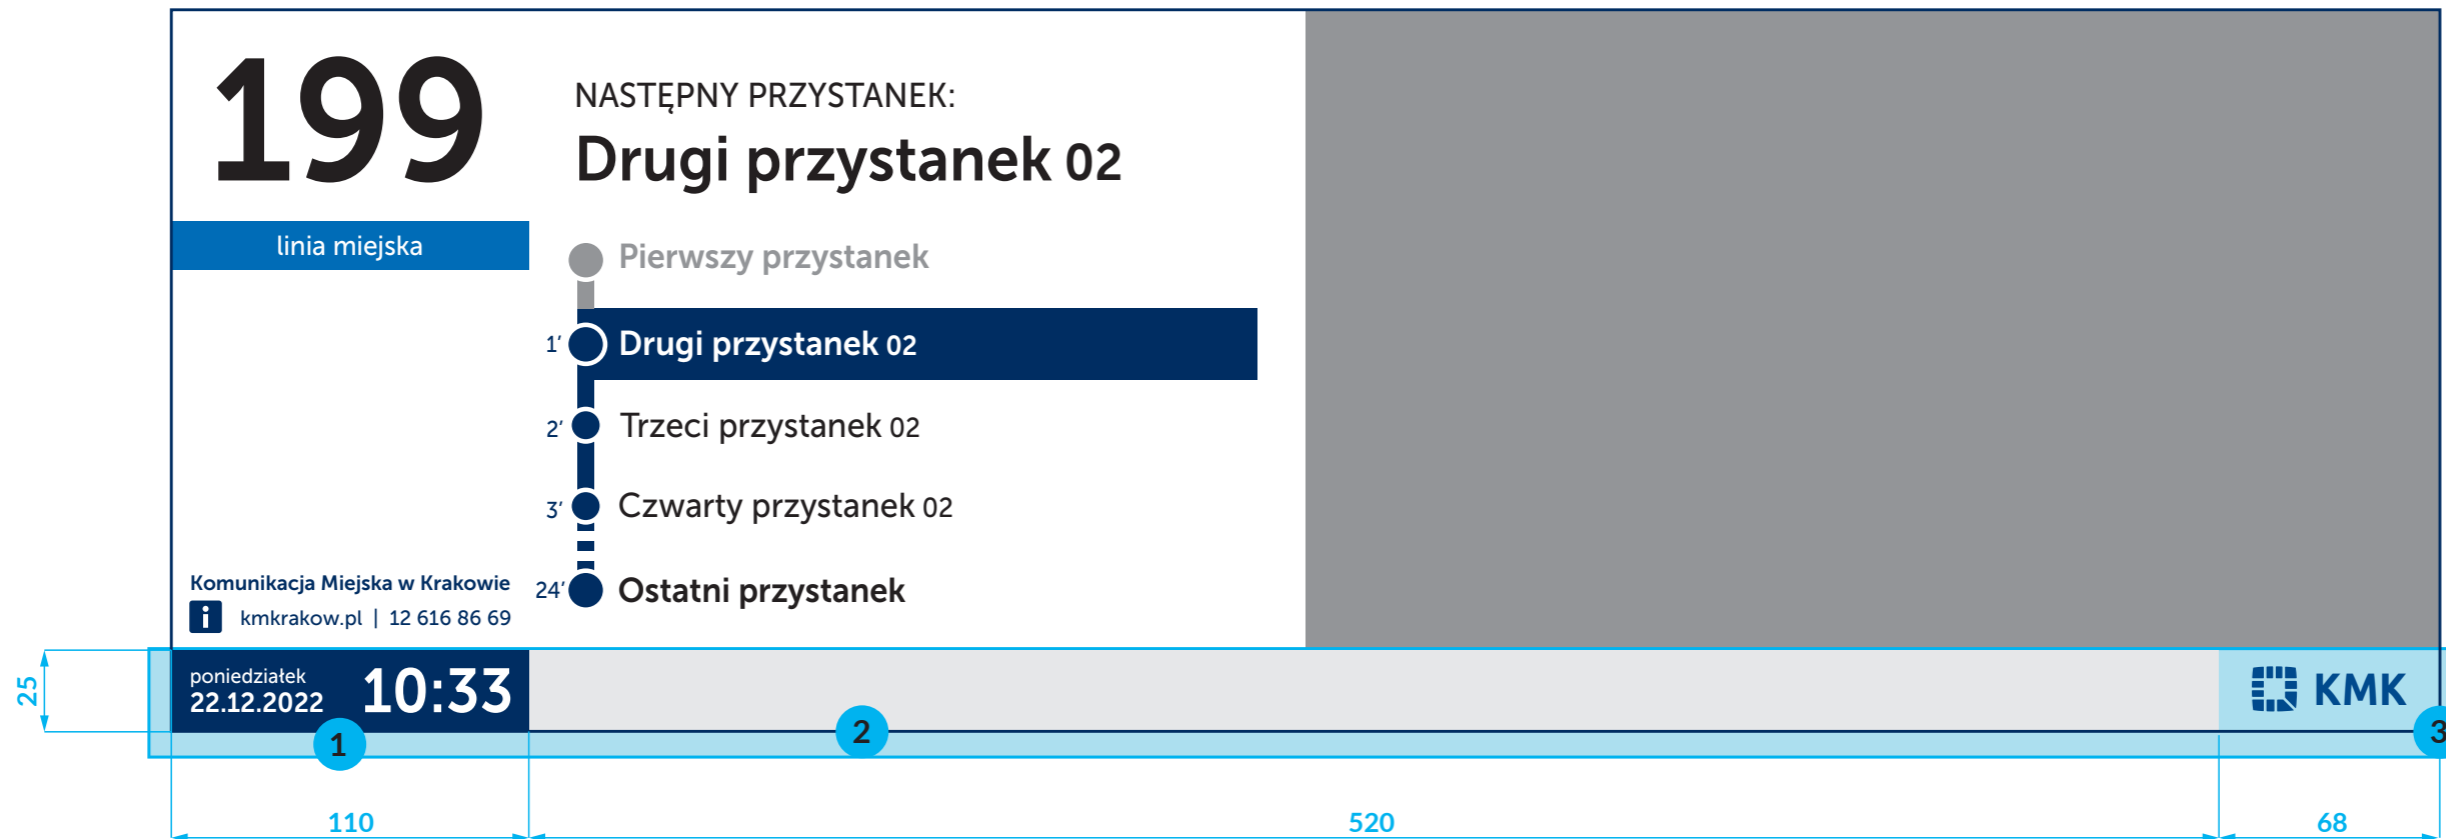 199
linia miejska
NASTĘPNY PRZYSTANEK:
Drugi przystanek 02
Pierwszy przystanek
1’ Drugi przystanek 02
2’ Trzeci przystanek 02
3’ Czwarty przystanek 02
24’ Ostatni przystanek
Komunikacja Miejska w Krakowie
i kmkrakow.pl | 12 616 86 69
poniedziałek
22.12.2022
10:33
KMK
25
1
2
3
110
520
68